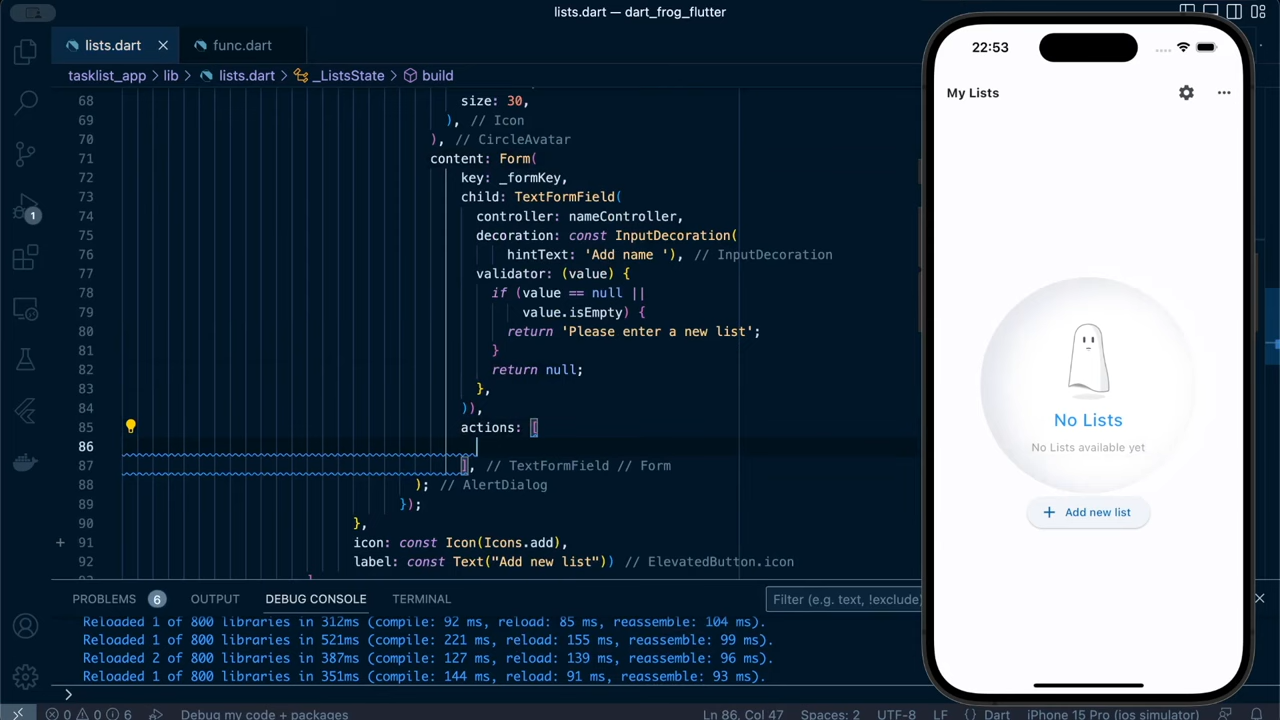 lists.dart — dart_frog_flutter
lists.dart
func.dart
tasklist_app > lib > lists.dart > _ListsState > build
68 size: 30,
69 ), // Icon
70 ), // CircleAvatar
71 content: Form(
72 key: _formKey,
73 child: TextFormField(
74 controller: nameController,
75 decoration: const InputDecoration(
76 hintText: 'Add name '), // InputDecoration
77 validator: (value) {
78 if (value == null ||
79 value.isEmpty) {
80 return 'Please enter a new list';
81 }
82 return null;
83 },
84 )),
85 actions: [
86
87 ], // TextFormField // Form
88 ); // AlertDialog
89 });
90 },
91 icon: const Icon(Icons.add),
92 label: const Text("Add new list")) // ElevatedButton.icon
1
PROBLEMS 6 OUTPUT DEBUG CONSOLE TERMINAL Filter (e.g. text, !exclude)
Reloaded 1 of 800 libraries in 312ms (compile: 92 ms, reload: 85 ms, reassemble: 104 ms).
Reloaded 1 of 800 libraries in 521ms (compile: 221 ms, reload: 155 ms, reassemble: 99 ms).
Reloaded 2 of 800 libraries in 387ms (compile: 127 ms, reload: 139 ms, reassemble: 96 ms).
Reloaded 1 of 800 libraries in 351ms (compile: 144 ms, reload: 91 ms, reassemble: 93 ms).
>
0 0 6 Debug my code + packages Ln 86, Col 47 Spaces: 2 UTF-8 LF {} Dart iPhone 15 Pro (ios simulator)
22:53
My Lists
No Lists
No Lists available yet
+ Add new list